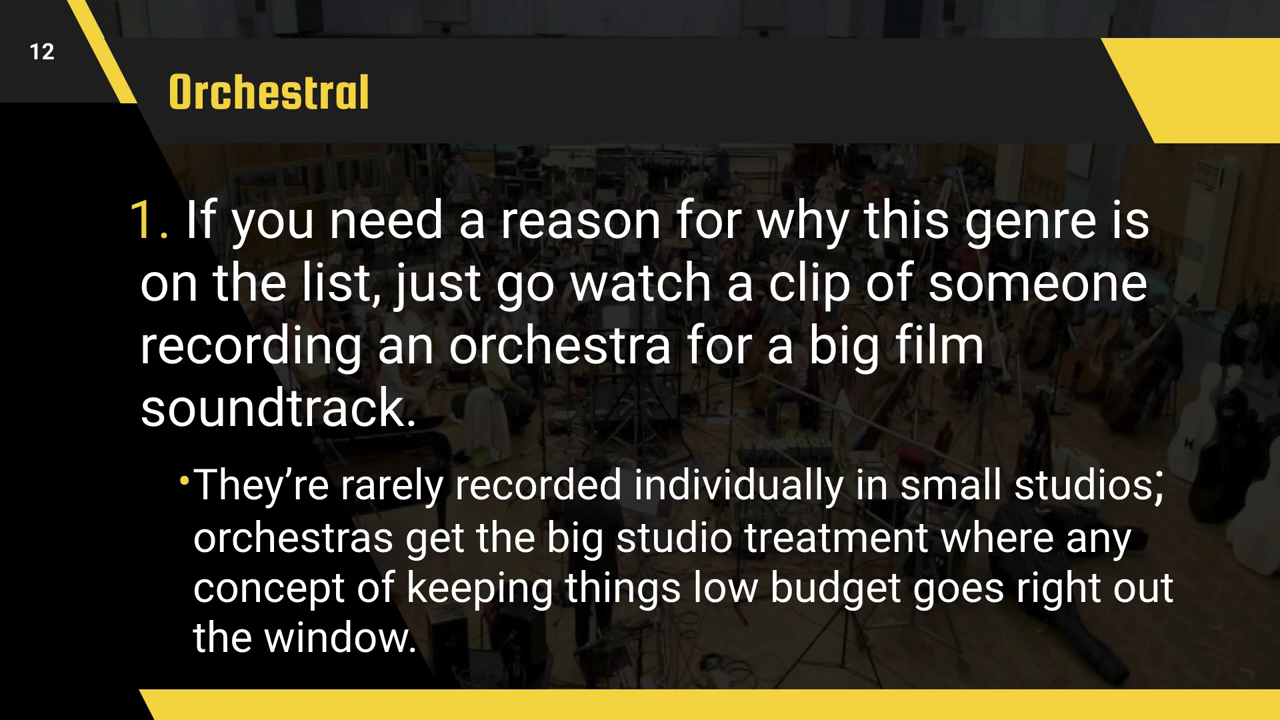 12
Orchestral
1. If you need a reason for why this genre is
on the list, just go watch a clip of someone
recording an orchestra for a big film
soundtrack.
•They’re rarely recorded individually in small studios;
orchestras get the big studio treatment where any
concept of keeping things low budget goes right out
the window.